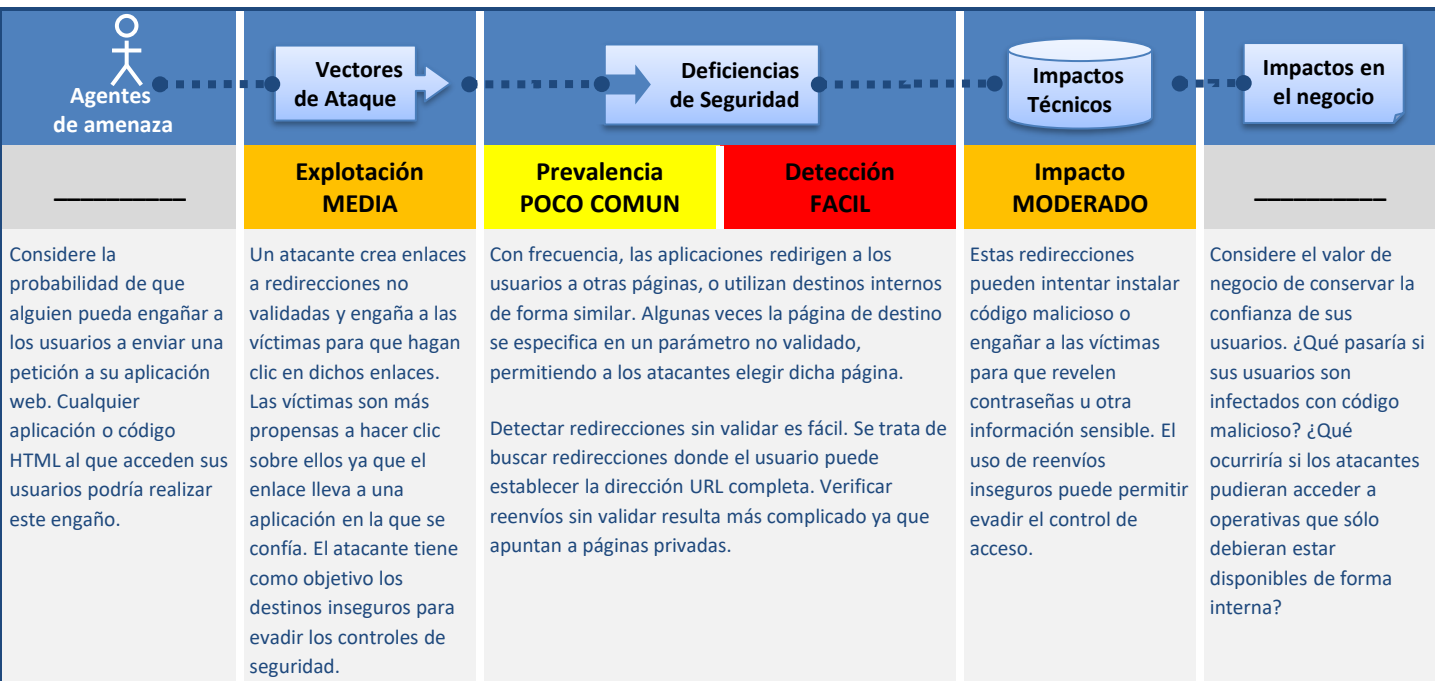 Agentes
de amenaza
Vectores
de Ataque
Deficiencias
de Seguridad
Impactos
Técnicos
Impactos en
el negocio
__________
Explotación
MEDIA
Prevalencia
POCO COMUN
Detección
FACIL
Impacto
MODERADO
__________
Considere la
probabilidad de que
alguien pueda engañar a
los usuarios a enviar una
petición a su aplicación
web. Cualquier
aplicación o código
HTML al que acceden sus
usuarios podría realizar
este engaño.
Un atacante crea enlaces
a redirecciones no
validadas y engaña a las
víctimas para que hagan
clic en dichos enlaces.
Las víctimas son más
propensas a hacer clic
sobre ellos ya que el
enlace lleva a una
aplicación en la que se
confía. El atacante tiene
como objetivo los
destinos inseguros para
evadir los controles de
seguridad.
Con frecuencia, las aplicaciones redirigen a los
usuarios a otras páginas, o utilizan destinos internos
de forma similar. Algunas veces la página de destino
se especifica en un parámetro no validado,
permitiendo a los atacantes elegir dicha página.
Detectar redirecciones sin validar es fácil. Se trata de
buscar redirecciones donde el usuario puede
establecer la dirección URL completa. Verificar
reenvíos sin validar resulta más complicado ya que
apuntan a páginas privadas.
Estas redirecciones
pueden intentar instalar
código malicioso o
engañar a las víctimas
para que revelen
contraseñas u otra
información sensible. El
uso de reenvíos
inseguros puede permitir
evadir el control de
acceso.
Considere el valor de
negocio de conservar la
confianza de sus
usuarios. ¿Qué pasaría si
sus usuarios son
infectados con código
malicioso? ¿Qué
ocurriría si los atacantes
pudieran acceder a
operativas que sólo
debieran estar
disponibles de forma
interna?